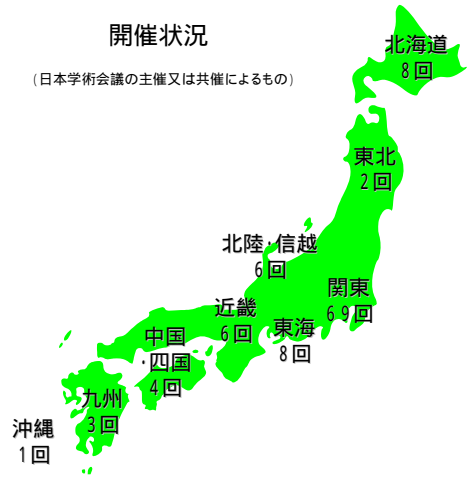 開催状況
(日本学術会議の主催又は共催によるもの)
北海道
8回
東北
2回
北陸・信越
6回
関東
69回
近畿
6回
東海
8回
中国
・四国
4回
九州
3回
沖縄
1回